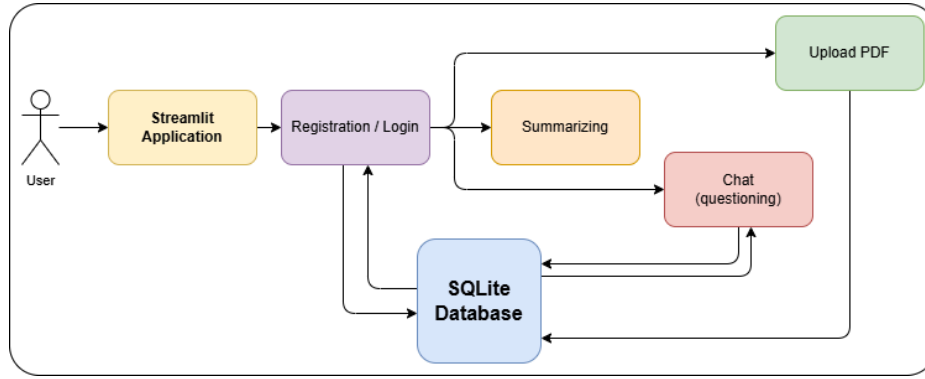 Upload PDF
Streamlit
Application
Registration / Login
Summarizing
User
Chat
(questioning)
SQLite
Database